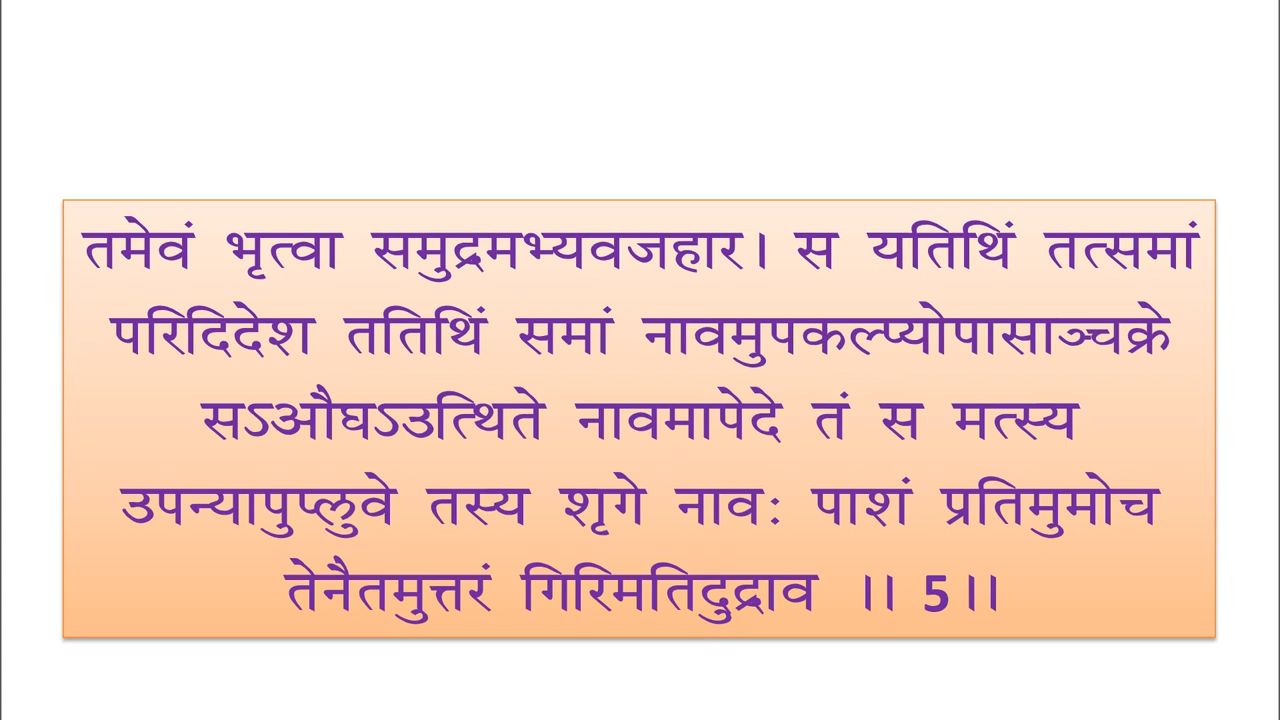 तमेवं भृत्वा समुद्रमभ्यवजहार। स यतिथिं तत्समां
परिदिदेश ततिथिं समां नावमुपकल्प्योपासाञ्चक्रे
सऽऔघऽउत्थिते नावमापेदे तं स मत्स्य
उपन्यापुप्लुवे तस्य शृगे नावः पाशं प्रतिमुमोच
तेनैतमुत्तरं गिरिमतिदुद्राव ।। 5।।